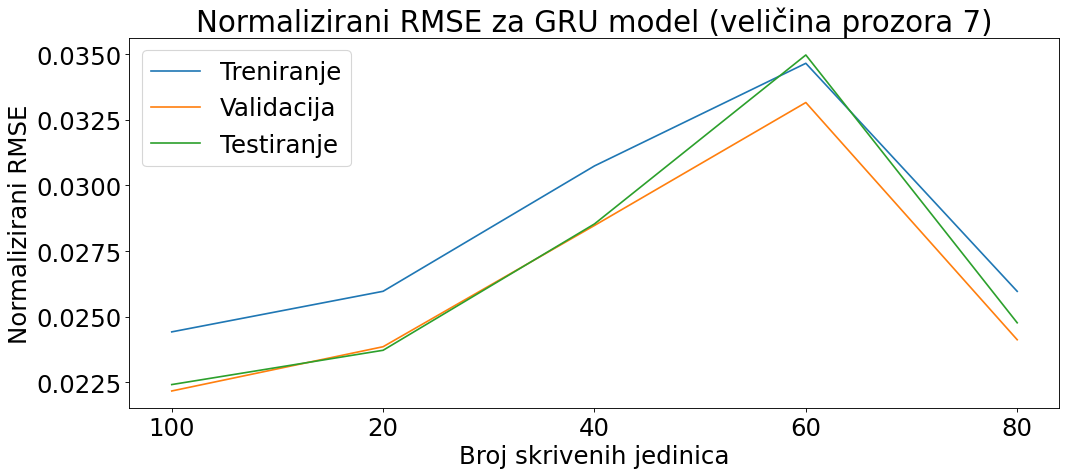 Normalizirani RMSE za GRU model (veličina prozora 7)
Normalizirani RMSE
0.0350
0.0325
0.0300
0.0275
0.0250
0.0225
Treniranje
Validacija
Testiranje
100 20 40 60 80
Broj skrivenih jedinica